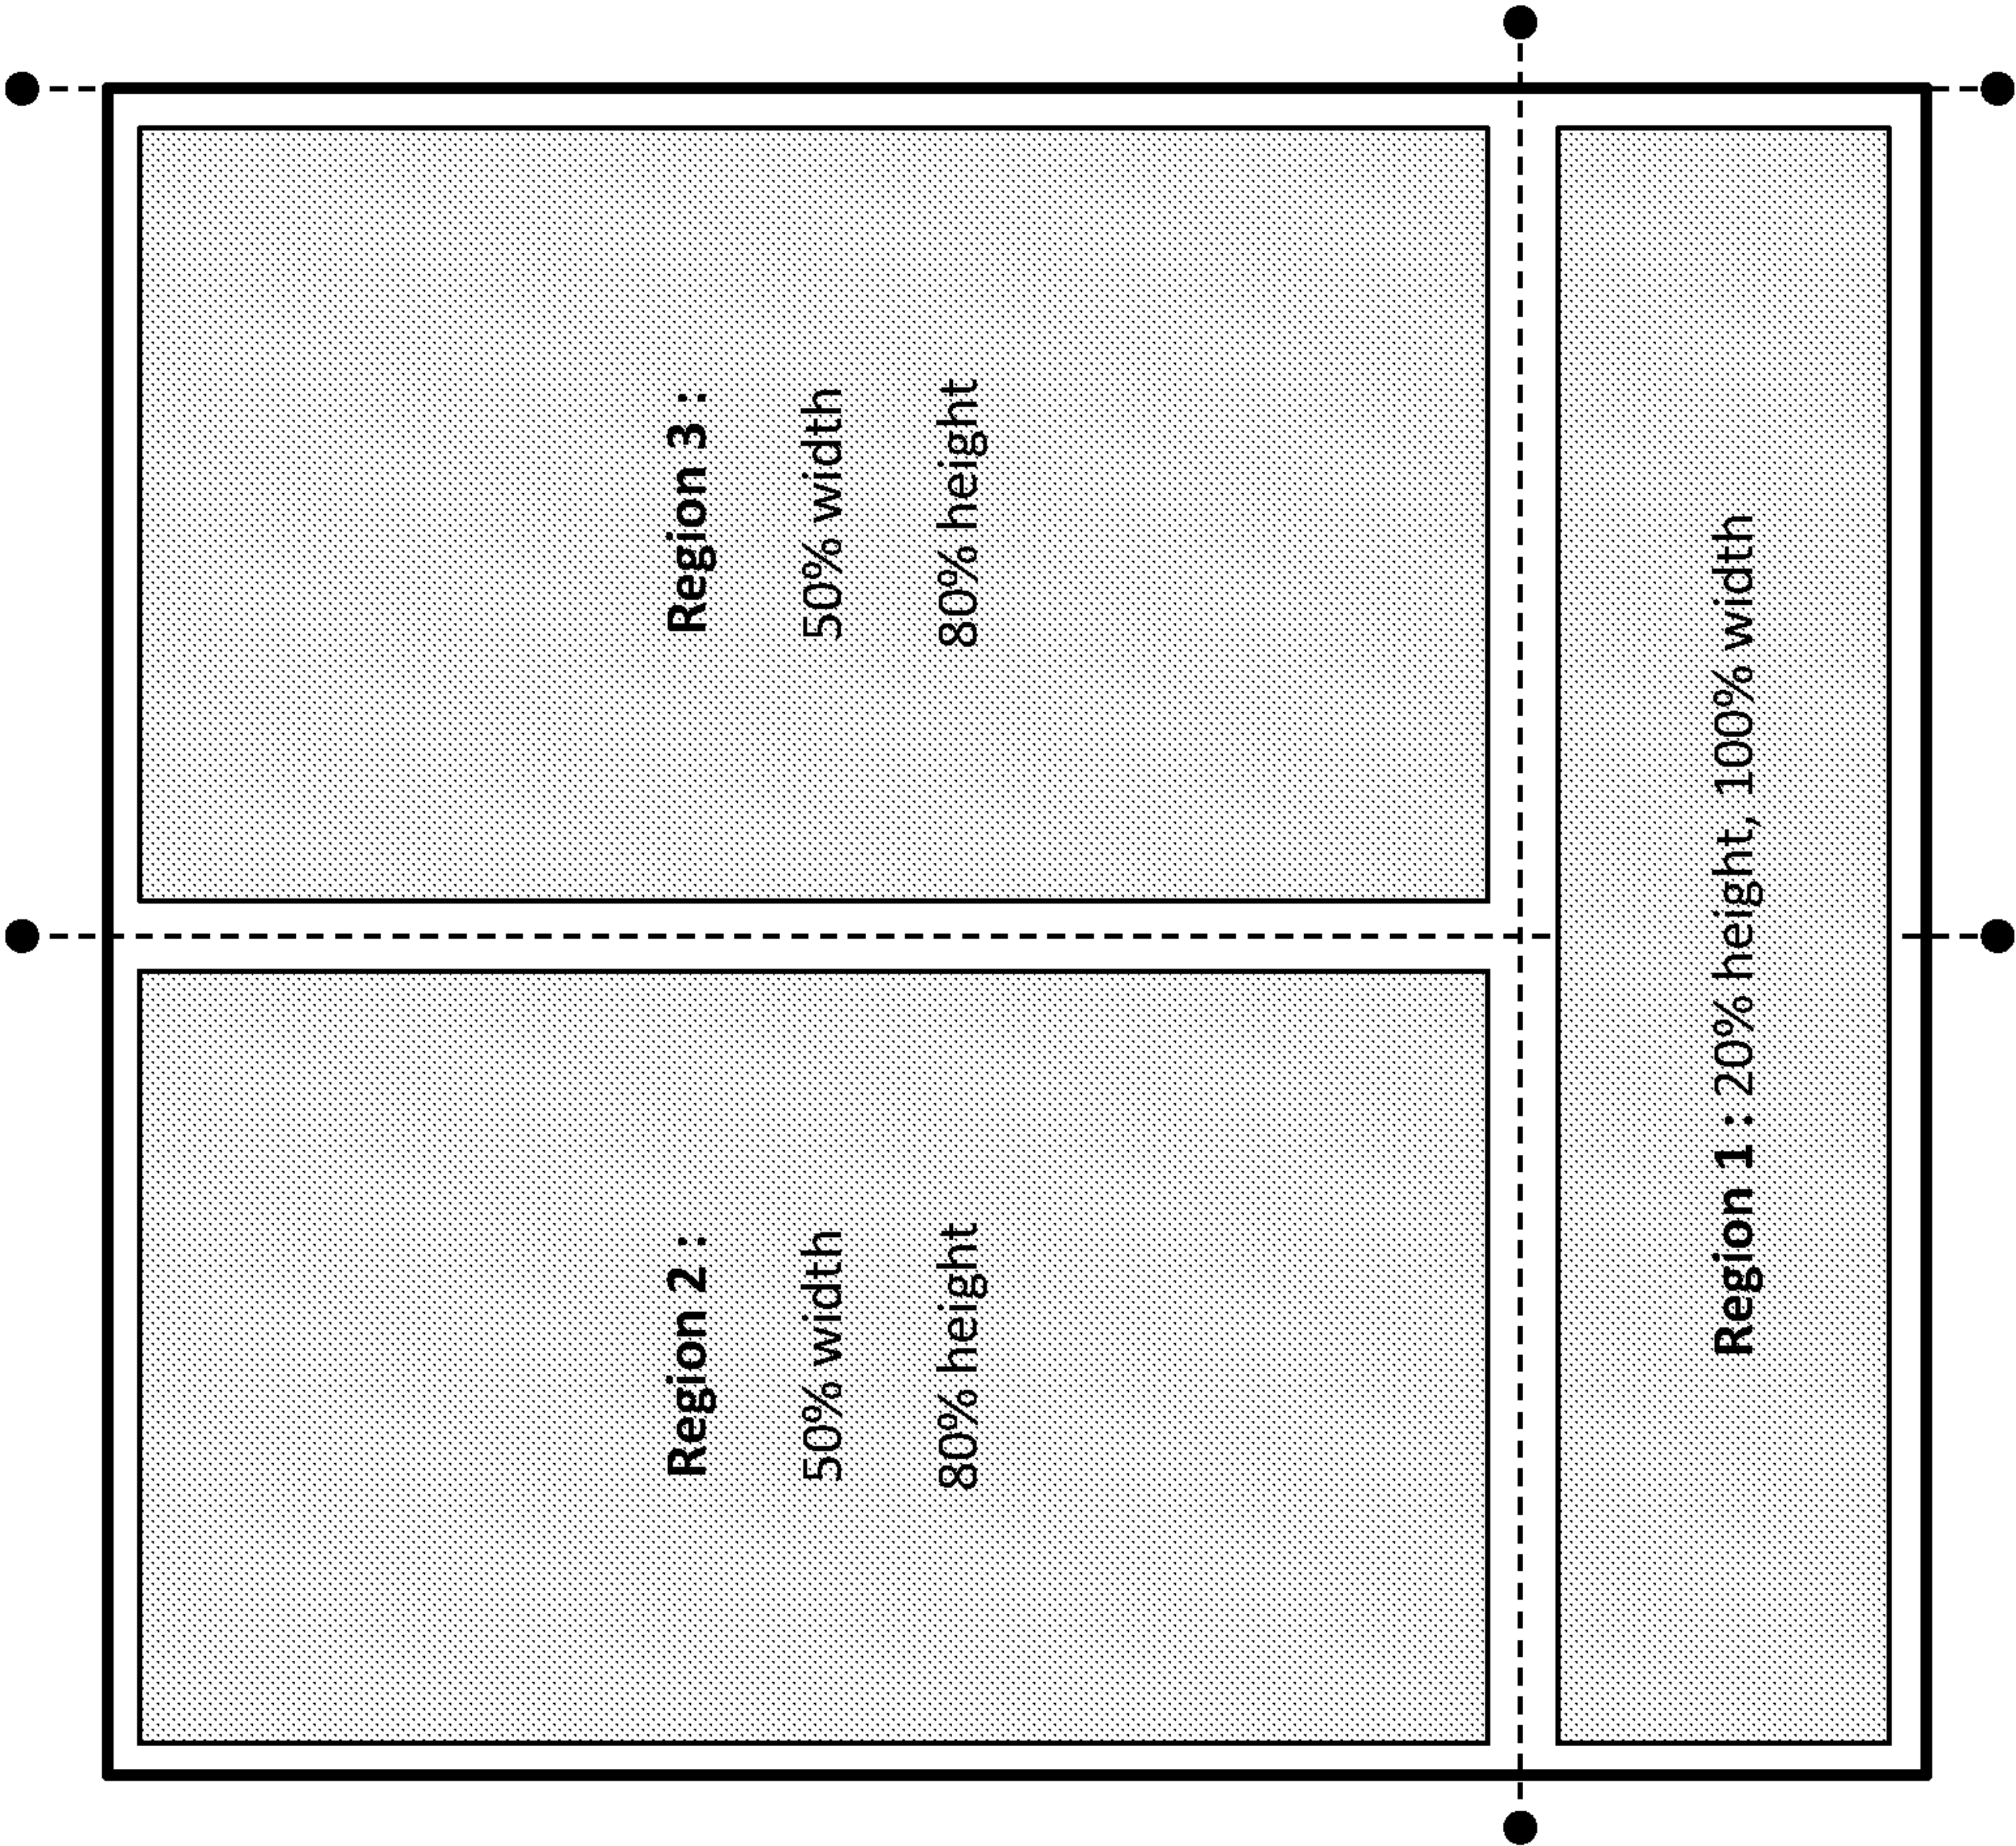 Region 2 :
50% width
80% height
Region 3 :
50% width
80% height
Region 1 : 20% height, 100% width